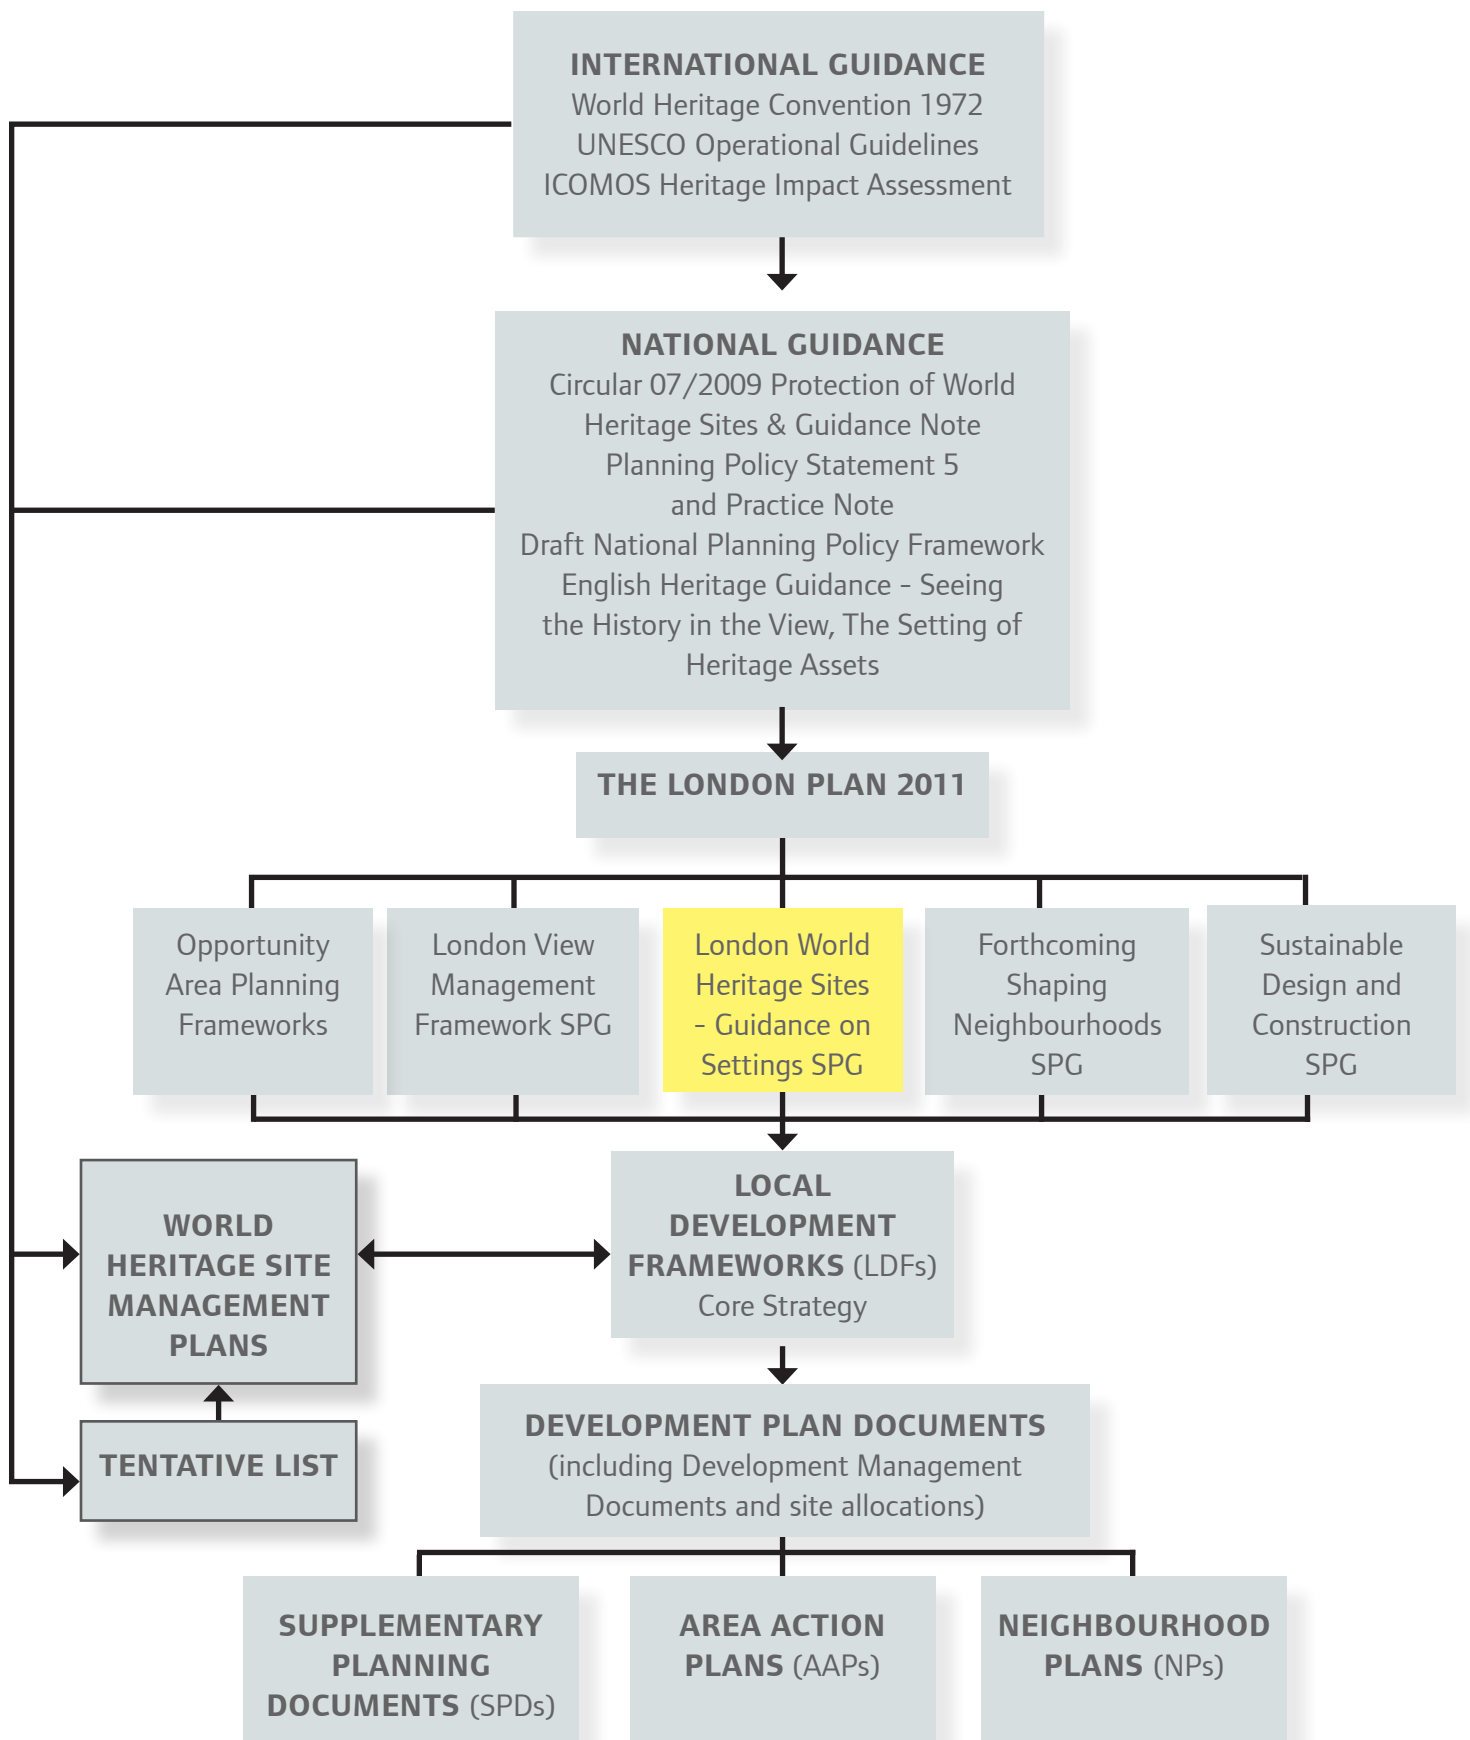 INTERNATIONAL GUIDANCE
World Heritage Convention 1972
UNESCO Operational Guidelines
ICOMOS Heritage Impact Assessment
NATIONAL GUIDANCE
Circular 07/2009 Protection of World
Heritage Sites & Guidance Note
Planning Policy Statement 5
and Practice Note
Draft National Planning Policy Framework
English Heritage Guidance - Seeing
the History in the View, The Setting of
Heritage Assets
THE LONDON PLAN 2011
Opportunity
Area Planning
Frameworks
London View
Management
Framework SPG
London World
Heritage Sites
- Guidance on
Settings SPG
Forthcoming
Shaping
Neighbourhoods
SPG
Sustainable
Design and
Construction
SPG
WORLD
HERITAGE SITE
MANAGEMENT
PLANS
LOCAL
DEVELOPMENT
FRAMEWORKS (LDFs)
Core Strategy
TENTATIVE LIST
DEVELOPMENT PLAN DOCUMENTS
(including Development Management
Documents and site allocations)
SUPPLEMENTARY
PLANNING
DOCUMENTS (SPDs)
AREA ACTION
PLANS (AAPs)
NEIGHBOURHOOD
PLANS (NPs)